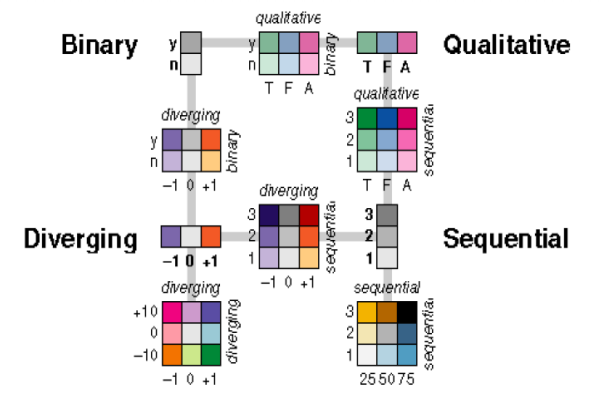 qualitative
Binary
y
n
y
n
binary
T F A
T F A
Qualitative
diverging
y
n
binary
−1 0 +1
qualitative
3
2
1
sequential
T F A
Diverging
−1 0 +1
diverging
3
2
1
sequential
−1 0 +1
3
2
1
Sequential
diverging
+10
0
−10
diverging
−1 0 +1
sequential
3
2
1
sequential
25 50 75